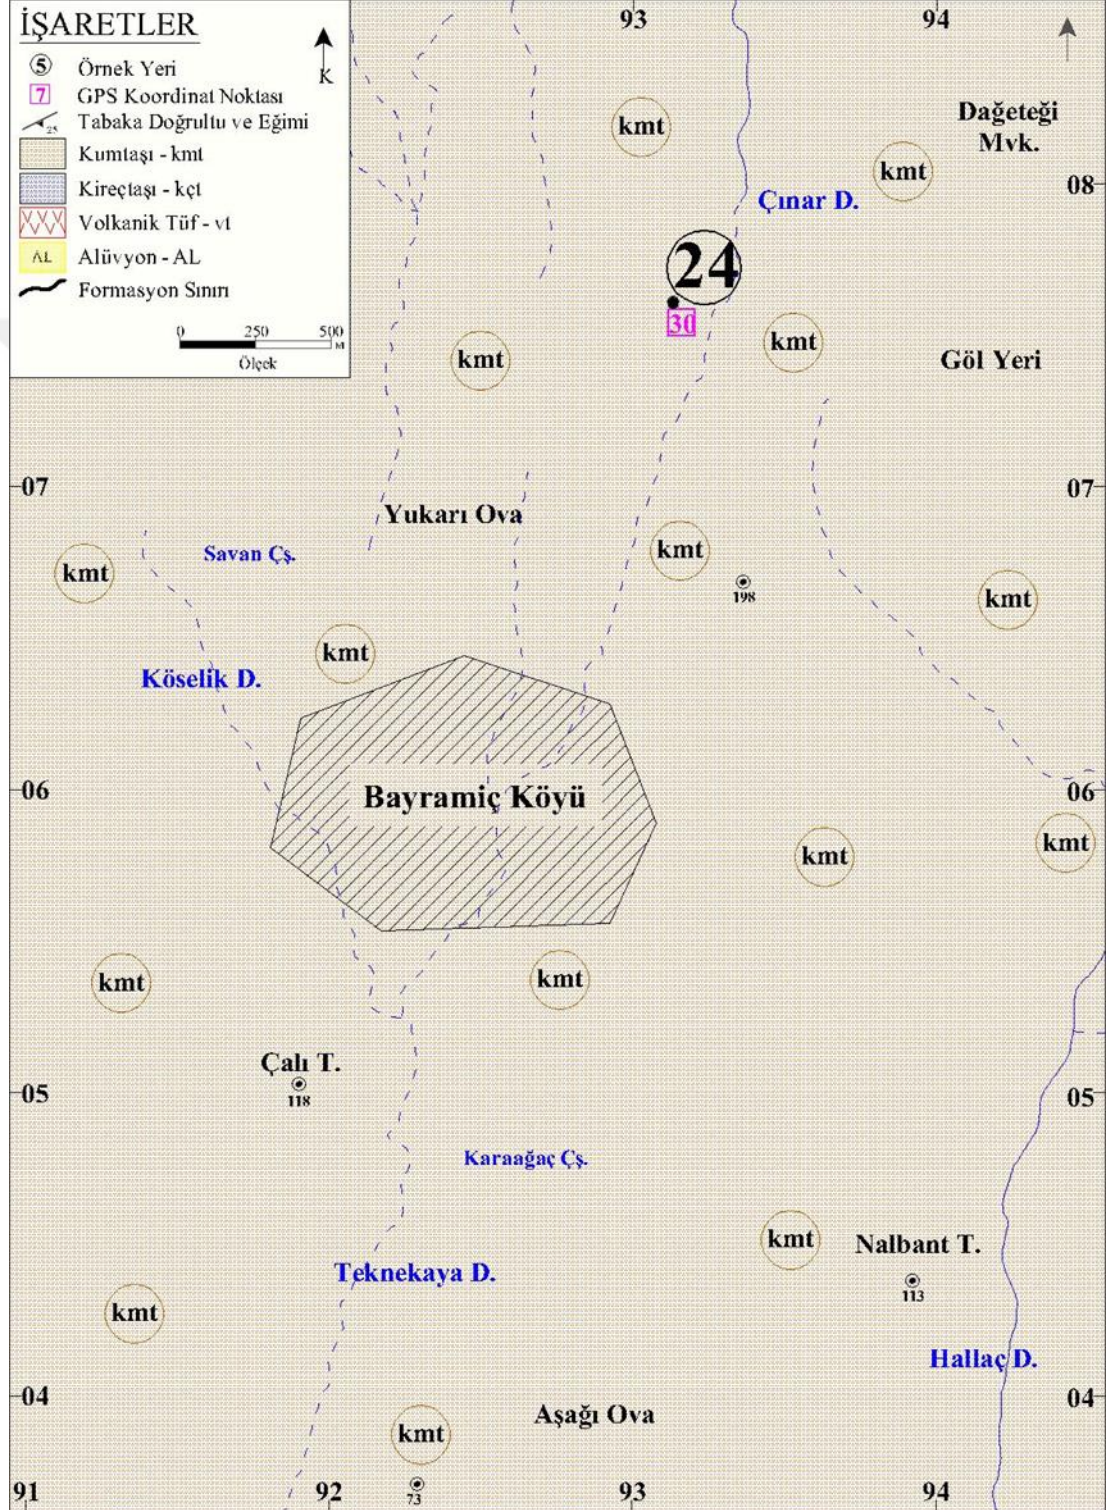 İŞARETLER
K
5 Örnek Yeri
7 GPS Koordinat Noktası
25 Tabaka Doğrultu ve Eğimi
Kumtaşı - kmt
Kireçtaşı - kçt
Volkanik Tüf - vt
AL Alüvyon - AL
Formasyon Sınırı
0 250 500 M
Ölçek
93 94
Dağeteği
Mvk.
kmt
kmt
08
Çınar D.
24
30
kmt
kmt
Göl Yeri
07 07
Yukarı Ova
Savan Çş.
kmt
kmt
198
kmt
kmt
Köselik D.
06 Bayramiç Köyü 06
kmt
kmt
kmt
kmt
Çalı T.
118
05 05
Karaağaç Çş.
kmt
Nalbant T.
113
Teknekaya D.
kmt
Hallaç D.
04 04
Aşağı Ova
kmt
73
91 92 93 94